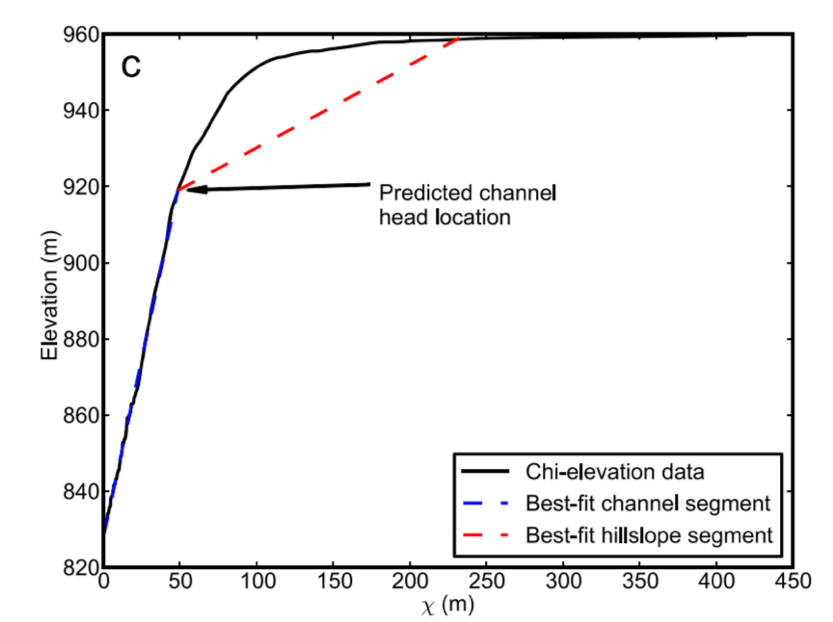 C
960
940
920
900
880
860
840
820
Elevation (m)
Predicted channel
head location
Chi-elevation data
Best-fit channel segment
Best-fit hillslope segment
0 50 100 150 200 250 300 350 400 450
χ (m)